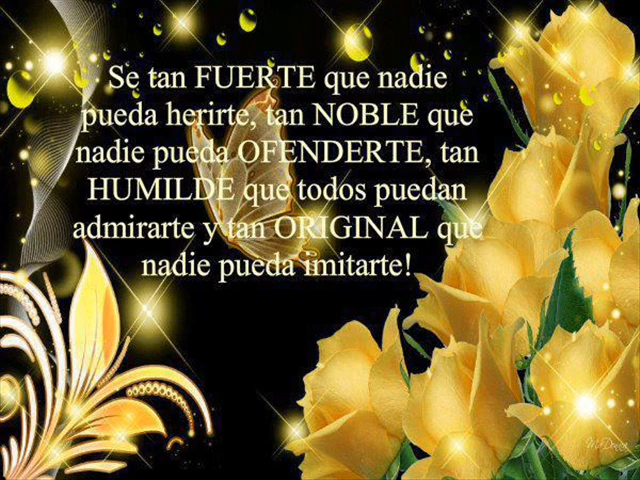 Se tan FUERTE que nadie
pueda herirte, tan NOBLE que
nadie pueda OFENDERTE, tan
HUMILDE que todos puedan
admirarte y tan ORIGINAL que
nadie pueda imitarte!